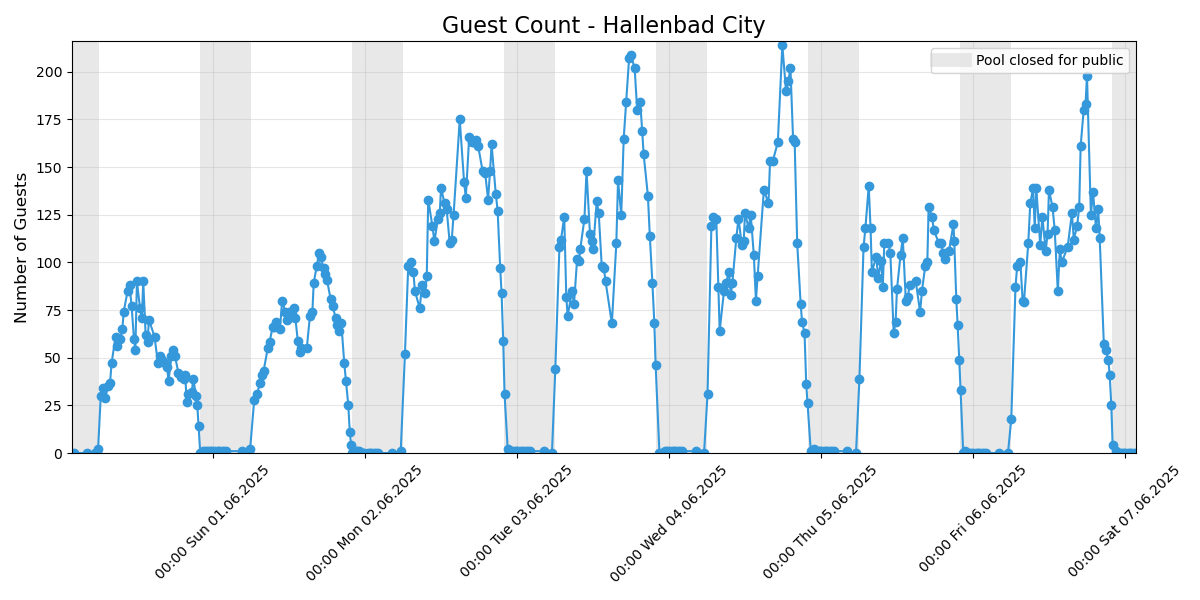 Guest Count - Hallenbad City
Pool closed for public
Number of Guests
200
175
150
125
100
75
50
25
0
00:00 Sun 01.06.2025
00:00 Mon 02.06.2025
00:00 Tue 03.06.2025
00:00 Wed 04.06.2025
00:00 Thu 05.06.2025
00:00 Fri 06.06.2025
00:00 Sat 07.06.2025